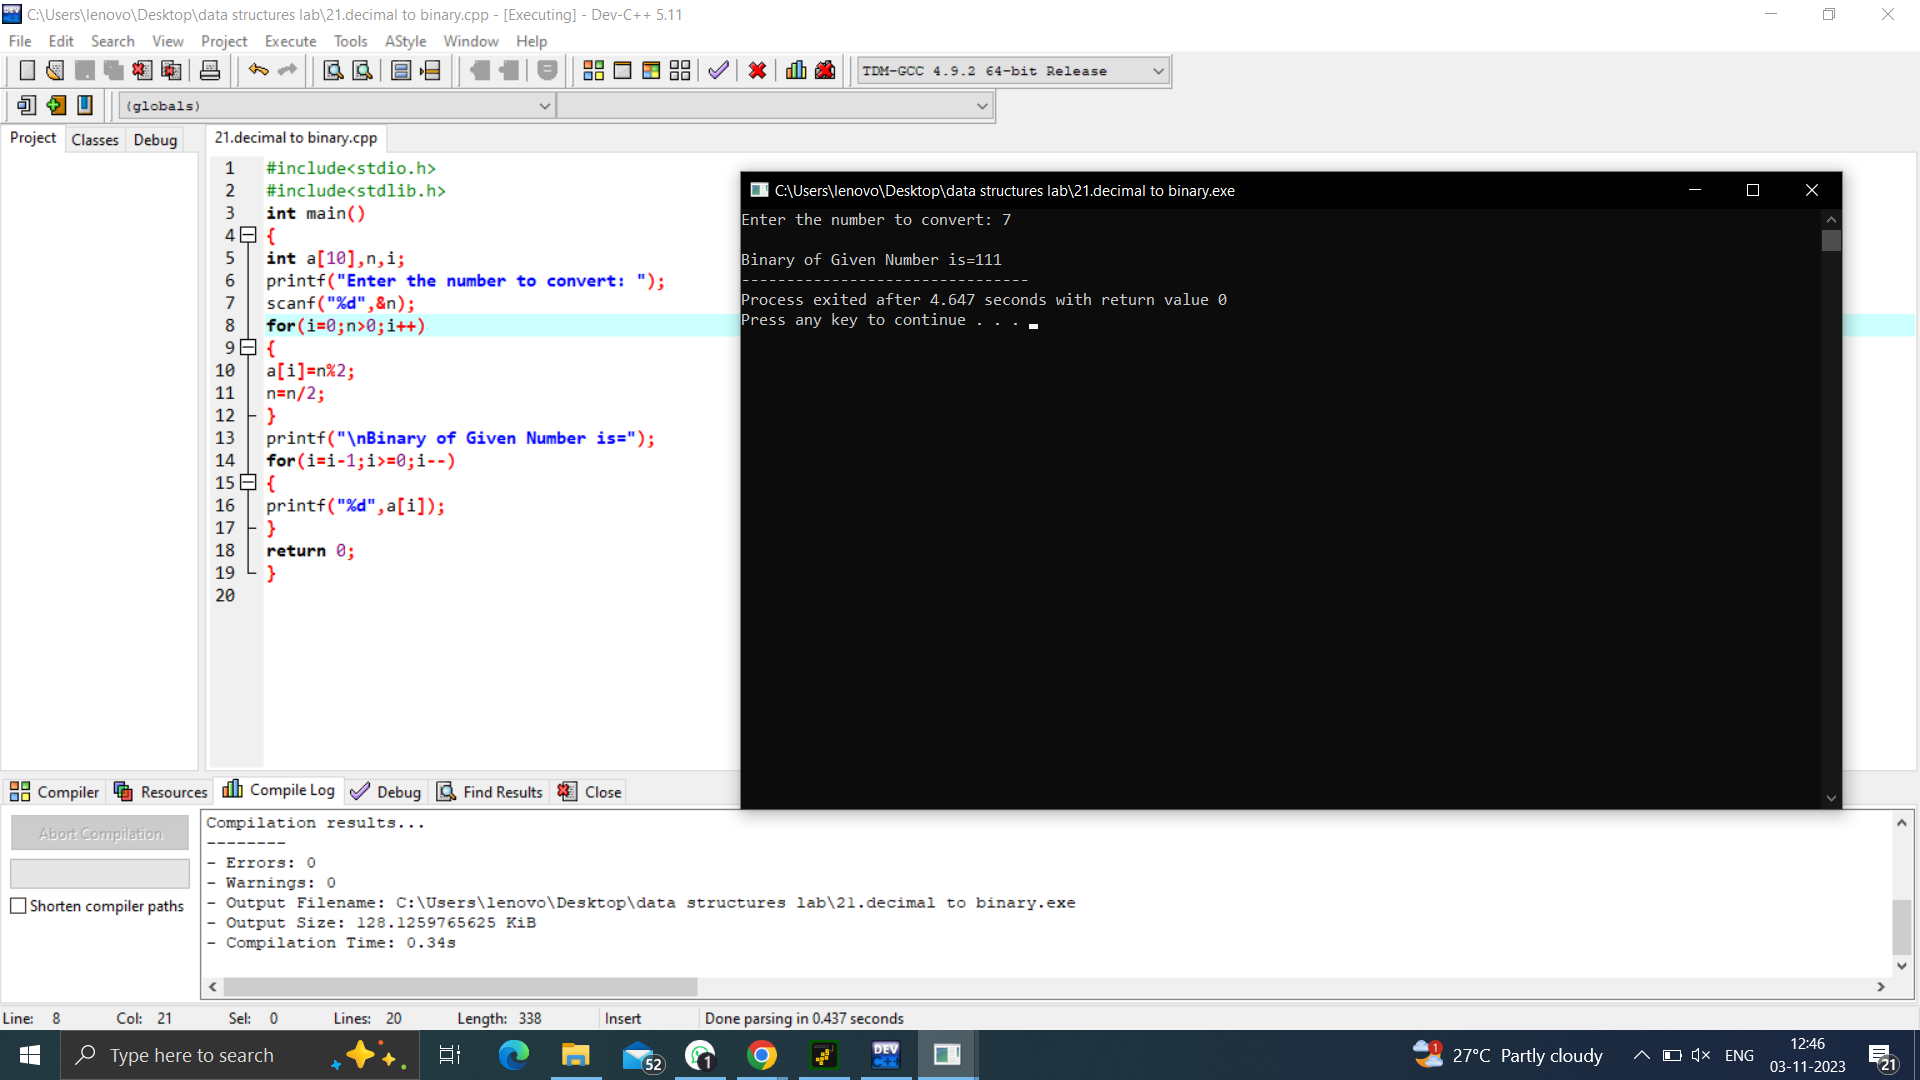 C:\Users\lenovo\Desktop\data structures lab\21.decimal to binary.cpp - [Executing] - Dev-C++ 5.11
File Edit Search View Project Execute Tools AStyle Window Help
TDM-GCC 4.9.2 64-bit Release
(globals)
Project Classes Debug
21.decimal to binary.cpp
1 #include<stdio.h>
2 #include<stdlib.h>
3 int main()
4 {
5 int a[10],n,i;
6 printf("Enter the number to convert: ");
7 scanf("%d",&n);
8 for(i=0;n>0;i++)
9 {
10 a[i]=n%2;
11 n=n/2;
12 }
13 printf("\nBinary of Given Number is=");
14 for(i=i-1;i>=0;i--)
15 {
16 printf("%d",a[i]);
17 }
18 return 0;
19 }
20
C:\Users\lenovo\Desktop\data structures lab\21.decimal to binary.exe
Enter the number to convert: 7
Binary of Given Number is=111
--------------------------------
Process exited after 4.647 seconds with return value 0
Press any key to continue . . .
Compiler Resources Compile Log Debug Find Results Close
Abort Compilation
Shorten compiler paths
Compilation results...
--------
- Errors: 0
- Warnings: 0
- Output Filename: C:\Users\lenovo\Desktop\data structures lab\21.decimal to binary.exe
- Output Size: 128.1259765625 KiB
- Compilation Time: 0.34s
Line: 8 Col: 21 Sel: 0 Lines: 20 Length: 338 Insert Done parsing in 0.437 seconds
Type here to search
52
1
DEV
1
27°C Partly cloudy
ENG
12:46
03-11-2023
21